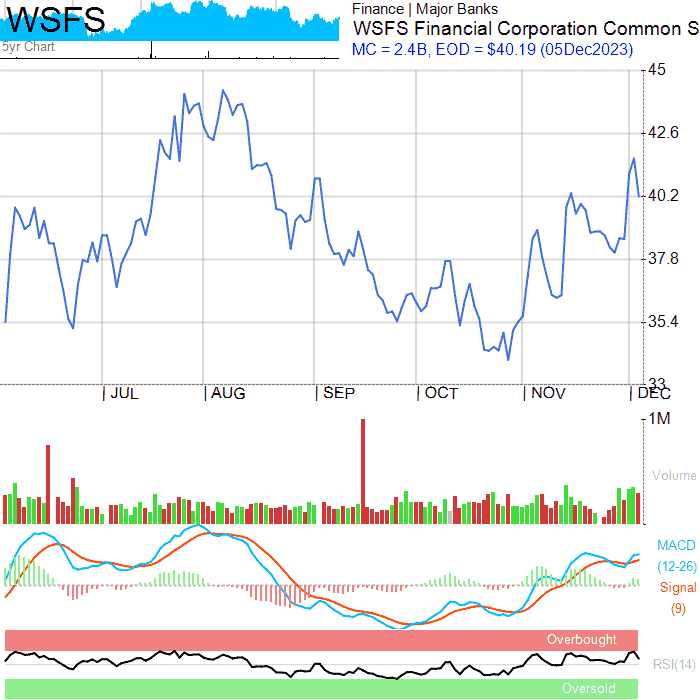 WSFS
5yr Chart
Finance | Major Banks
WSFS Financial Corporation Common S
MC = 2.4B, EOD = $40.19 (05Dec2023)
45
42.6
40.2
37.8
35.4
33
JUL AUG SEP OCT NOV DEC
1M
Volume
MACD
(12-26)
Signal
(9)
Overbought
RSI(14)
Oversold